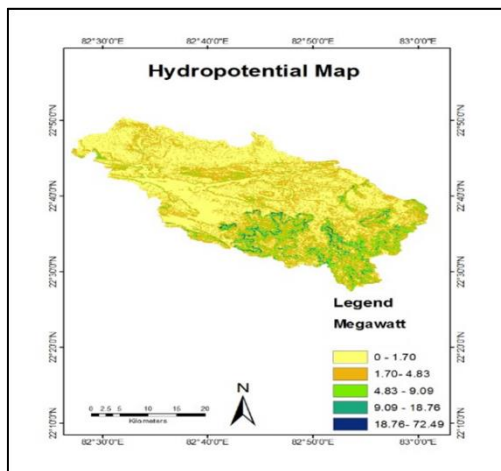 82°30'0"E 82°40'0"E 82°50'0"E 83°0'0"E
Hydropotential Map
22°50'0"N 22°50'0"N
22°40'0"N 22°40'0"N
22°30'0"N 22°30'0"N
Legend
Megawatt
22°20'0"N 22°20'0"N
0 - 1.70
1.70- 4.83
4.83 - 9.09
N
9.09 - 18.76
0 2.5 5 10 15 20
18.76- 72.49
Kilometers
22°10'0"N 22°10'0"N
82°30'0"E 82°40'0"E 82°50'0"E 83°0'0"E